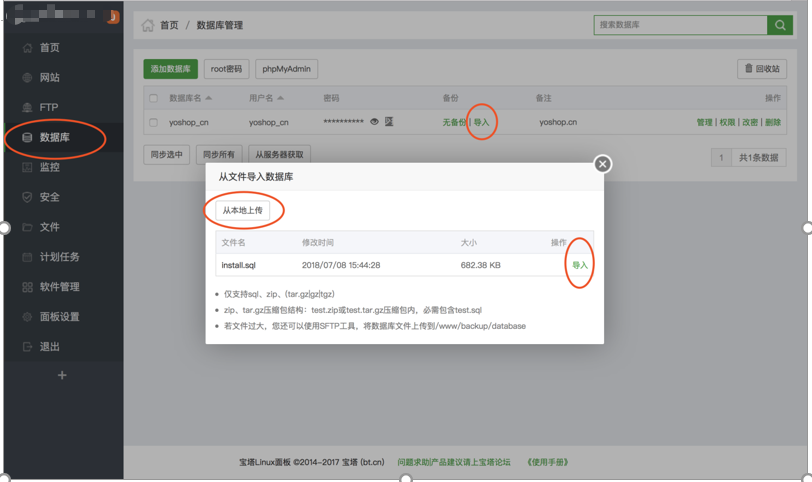 首页 / 数据库管理
搜索数据库
首页
网站
FTP
数据库
监控
安全
文件
计划任务
软件管理
面板设置
退出
+
添加数据库 root密码 phpMyAdmin 回收站
数据库名 用户名 密码 备份 备注 操作
yoshop_cn yoshop_cn ********** 无备份 | 导入 yoshop.cn 管理 | 权限 | 改密 | 删除
同步选中 同步所有 从服务器获取 1 共1条数据
从文件导入数据库
从本地上传
文件名 修改时间 大小 操作
install.sql 2018/07/08 15:44:28 682.38 KB 导入
仅支持sql、zip、(tar.gz|gz|tgz)
zip、tar.gz压缩包结构：test.zip或test.tar.gz压缩包内，必需包含test.sql
若文件过大，您还可以使用SFTP工具，将数据库文件上传到/www/backup/database
宝塔Linux面板 ©2014-2017 宝塔 (bt.cn) 问题求助|产品建议请上宝塔论坛 《使用手册》